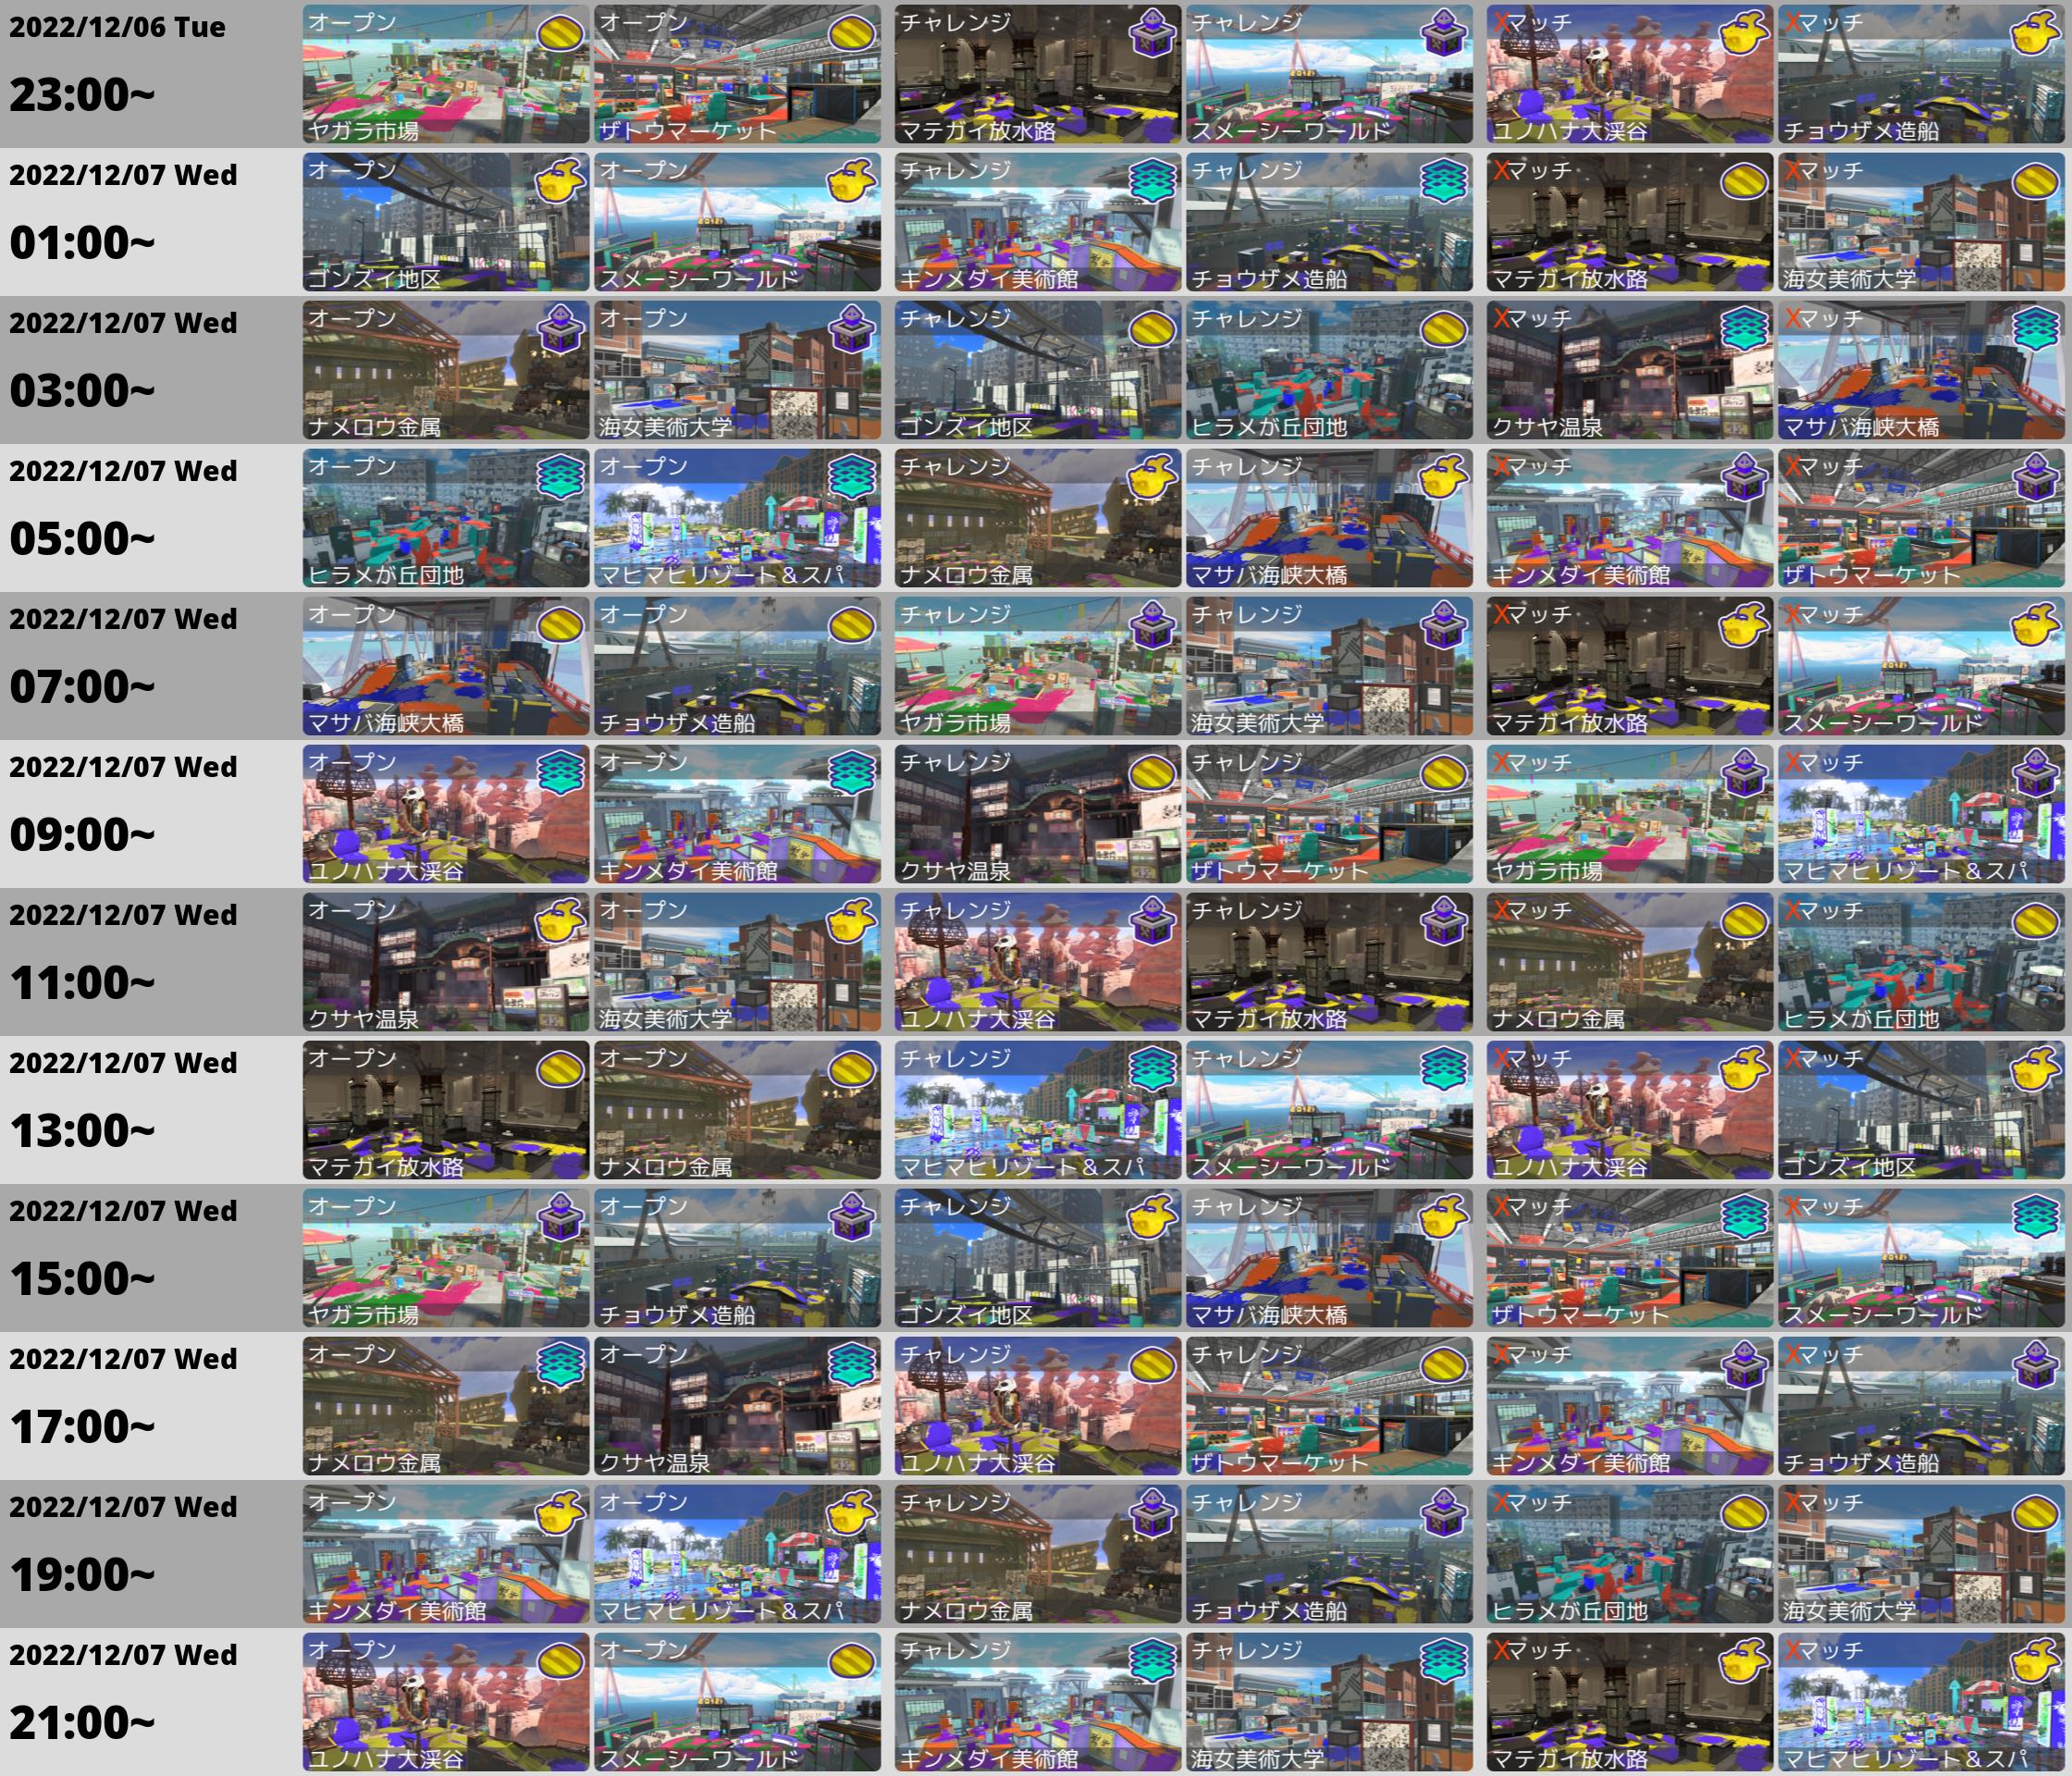 2022/12/06 Tue
23:00~
オープン オープン チャレンジ チャレンジ Xマッチ Xマッチ
ヤガラ市場 ザトウマーケット マテガイ放水路 スメーシーワールド ユノハナ大渓谷 チョウザメ造船
2022/12/07 Wed
01:00~
オープン オープン チャレンジ チャレンジ Xマッチ Xマッチ
ゴンズイ地区 スメーシーワールド キンメダイ美術館 チョウザメ造船 マテガイ放水路 海女美術大学
2022/12/07 Wed
03:00~
オープン オープン チャレンジ チャレンジ Xマッチ Xマッチ
ナメロウ金属 海女美術大学 ゴンズイ地区 ヒラメが丘団地 クサヤ温泉 マサバ海峡大橋
2022/12/07 Wed
05:00~
オープン オープン チャレンジ チャレンジ Xマッチ Xマッチ
ヒラメが丘団地 マヒマヒリゾート＆スパ ナメロウ金属 マサバ海峡大橋 キンメダイ美術館 ザトウマーケット
2022/12/07 Wed
07:00~
オープン オープン チャレンジ チャレンジ Xマッチ Xマッチ
マサバ海峡大橋 チョウザメ造船 ヤガラ市場 海女美術大学 マテガイ放水路 スメーシーワールド
2022/12/07 Wed
09:00~
オープン オープン チャレンジ チャレンジ Xマッチ Xマッチ
ユノハナ大渓谷 キンメダイ美術館 クサヤ温泉 ザトウマーケット ヤガラ市場 マヒマヒリゾート＆スパ
2022/12/07 Wed
11:00~
オープン オープン チャレンジ チャレンジ Xマッチ Xマッチ
クサヤ温泉 海女美術大学 ユノハナ大渓谷 マテガイ放水路 ナメロウ金属 ヒラメが丘団地
2022/12/07 Wed
13:00~
オープン オープン チャレンジ チャレンジ Xマッチ Xマッチ
マテガイ放水路 ナメロウ金属 マヒマヒリゾート＆スパ スメーシーワールド ユノハナ大渓谷 ゴンズイ地区
2022/12/07 Wed
15:00~
オープン オープン チャレンジ チャレンジ Xマッチ Xマッチ
ヤガラ市場 チョウザメ造船 ゴンズイ地区 マサバ海峡大橋 ザトウマーケット スメーシーワールド
2022/12/07 Wed
17:00~
オープン オープン チャレンジ チャレンジ Xマッチ Xマッチ
ナメロウ金属 クサヤ温泉 ユノハナ大渓谷 ザトウマーケット キンメダイ美術館 チョウザメ造船
2022/12/07 Wed
19:00~
オープン オープン チャレンジ チャレンジ Xマッチ Xマッチ
キンメダイ美術館 マヒマヒリゾート＆スパ ナメロウ金属 チョウザメ造船 ヒラメが丘団地 海女美術大学
2022/12/07 Wed
21:00~
オープン オープン チャレンジ チャレンジ Xマッチ Xマッチ
ユノハナ大渓谷 スメーシーワールド キンメダイ美術館 海女美術大学 マテガイ放水路 マヒマヒリゾート＆スパ